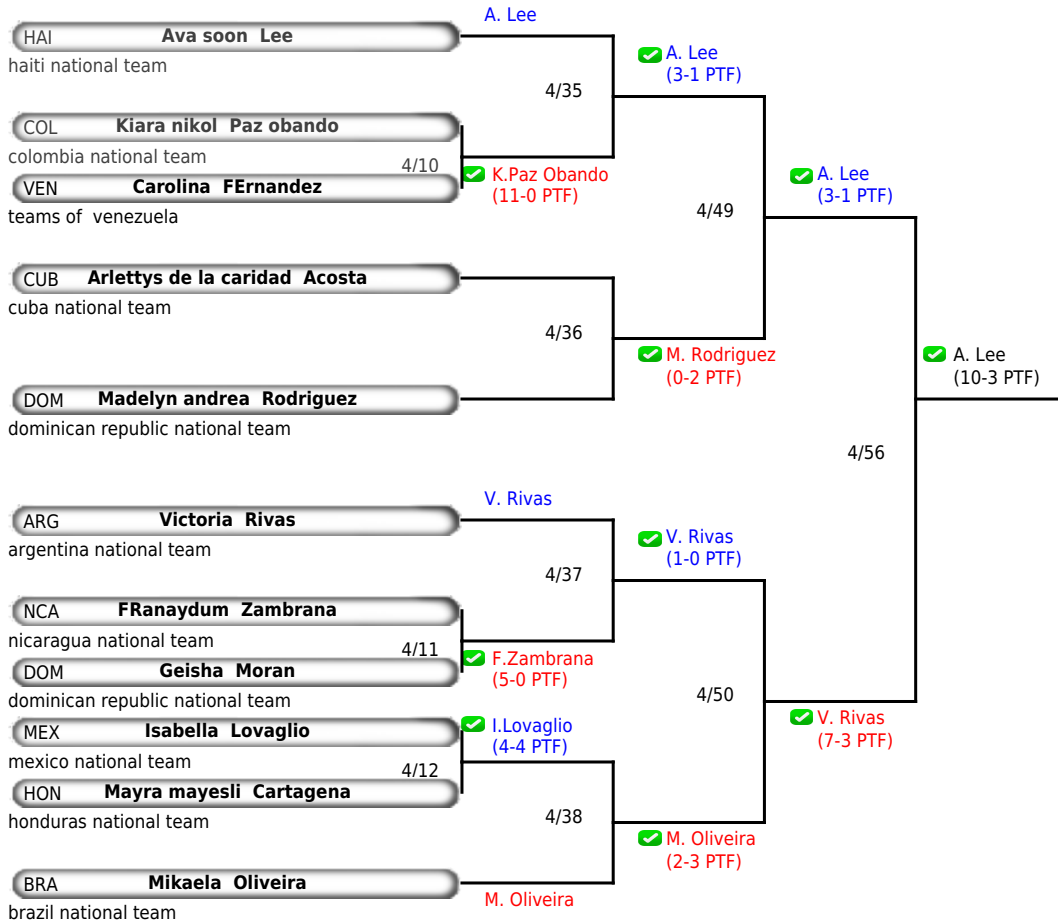 A. Lee
HAI Ava soon Lee
haiti national team
A. Lee
(3-1 PTF)
4/35
COL Kiara nikol Paz obando
colombia national team
4/10
K.Paz Obando
(11-0 PTF)
VEN Carolina FErnandez
teams of venezuela
A. Lee
(3-1 PTF)
4/49
CUB Arlettys de la caridad Acosta
cuba national team
4/36
M. Rodriguez
(0-2 PTF)
A. Lee
(10-3 PTF)
DOM Madelyn andrea Rodriguez
dominican republic national team
4/56
V. Rivas
ARG Victoria Rivas
argentina national team
V. Rivas
(1-0 PTF)
4/37
NCA FRanaydum Zambrana
nicaragua national team
4/11
F.Zambrana
(5-0 PTF)
DOM Geisha Moran
dominican republic national team
4/50
V. Rivas
(7-3 PTF)
MEX Isabella Lovaglio
mexico national team
I.Lovaglio
(4-4 PTF)
4/12
HON Mayra mayesli Cartagena
honduras national team
4/38
M. Oliveira
(2-3 PTF)
BRA Mikaela Oliveira
brazil national team
M. Oliveira